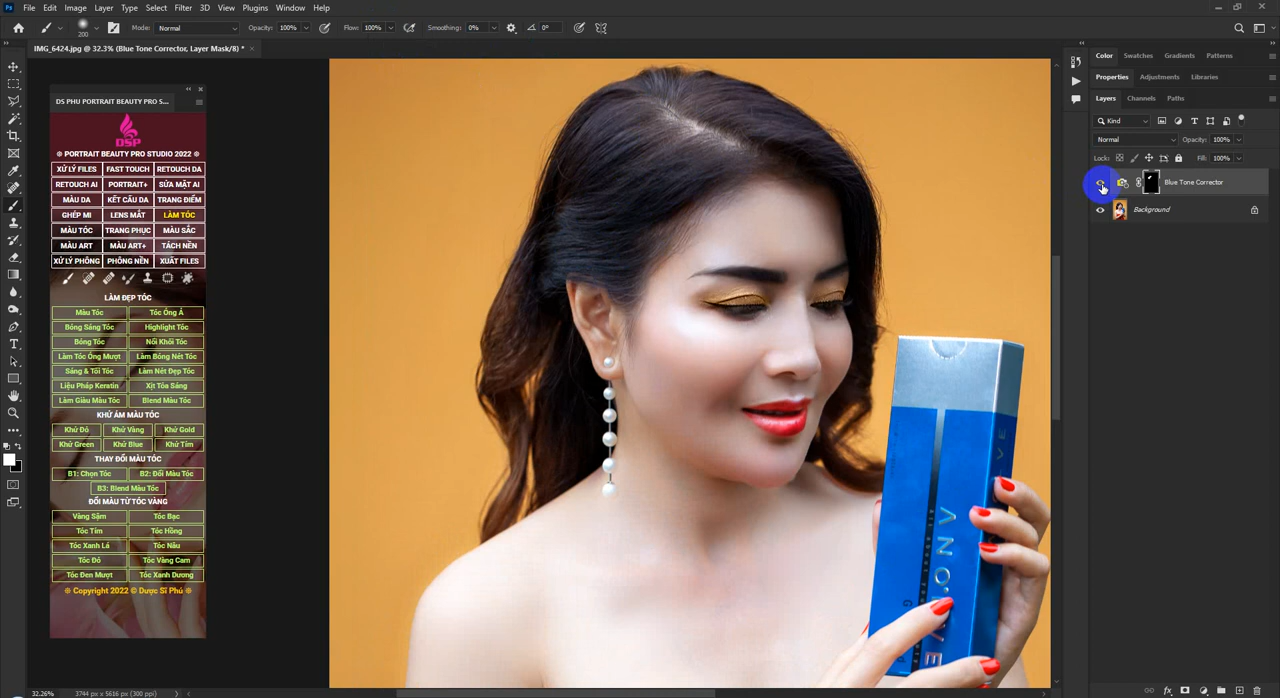 Ps File Edit Image Layer Type Select Filter 3D View Plugins Window Help
200 Mode: Normal Opacity: 100% Flow: 100% Smoothing: 0% 0°
IMG_6424.jpg @ 32.3% (Blue Tone Corrector, Layer Mask/8) *
Color Swatches Gradients Patterns
Properties Adjustments Libraries
Layers Channels Paths
Kind
Normal Opacity: 100%
Lock: Fill: 100%
Blue Tone Corrector
Background
DS PHU PORTRAIT BEAUTY PRO S...
DSP
PORTRAIT BEAUTY PRO STUDIO 2022
XỬ LÝ FILES FAST TOUCH RETOUCH DA
RETOUCH AI PORTRAIT+ SỬA MẶT AI
MÀU DA KẾT CẤU DA TRANG ĐIỂM
GHÉP MI LENS MẮT LÀM TÓC
MÀU TÓC TRANG PHỤC MÀU SẮC
MÀU ART MÀU ART+ TÁCH NỀN
XỬ LÝ PHÔNG PHÔNG NỀN XUẤT FILES
LÀM ĐẸP TÓC
Màu Tóc Tóc Óng Ả
Bóng Sáng Tóc Highlight Tóc
Bóng Tóc Nổi Khối Tóc
Làm Tóc Óng Mượt Làm Bóng Nét Tóc
Sáng & Tối Tóc Làm Nét Đẹp Tóc
Liệu Pháp Keratin Xịt Tỏa Sáng
Làm Giàu Màu Tóc Blend Màu Tóc
KHỬ ÁM MÀU TÓC
Khử Đỏ Khử Vàng Khử Gold
Khử Green Khử Blue Khử Tím
THAY ĐỔI MÀU TÓC
B1: Chọn Tóc B2: Đổi Màu Tóc
B3: Blend Màu Tóc
ĐỔI MÀU TỪ TÓC VÀNG
Vàng Sậm Tóc Bạc
Tóc Tím Tóc Hồng
Tóc Xanh Lá Tóc Nâu
Tóc Đỏ Tóc Vàng Cam
Tóc Đen Mượt Tóc Xanh Dương
Copyright 2022 © Dược Sĩ Phú
32.26% 3744 px x 5616 px (300 ppi)